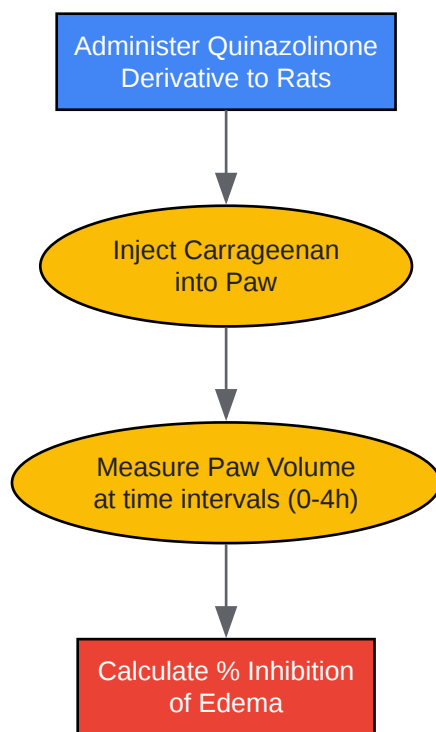 Administer Quinazolinone
Derivative to Rats
Inject Carrageenan
into Paw
Measure Paw Volume
at time intervals (0-4h)
Calculate % Inhibition
of Edema